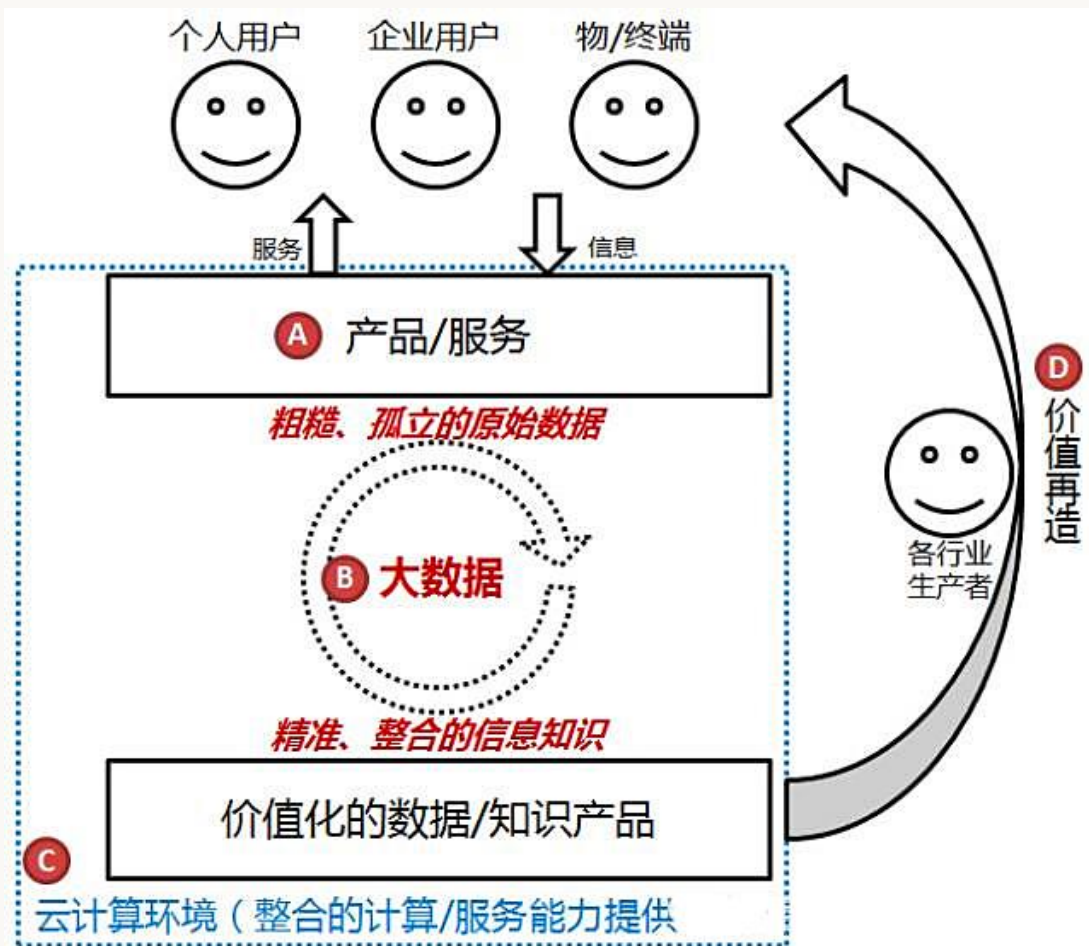 个人用户 企业用户 物/终端
服务 信息
A 产品/服务
粗糙、孤立的原始数据
B 大数据
精准、整合的信息知识
价值化的数据/知识产品
C
云计算环境（整合的计算/服务能力提供
D
价值再造
各行业
生产者